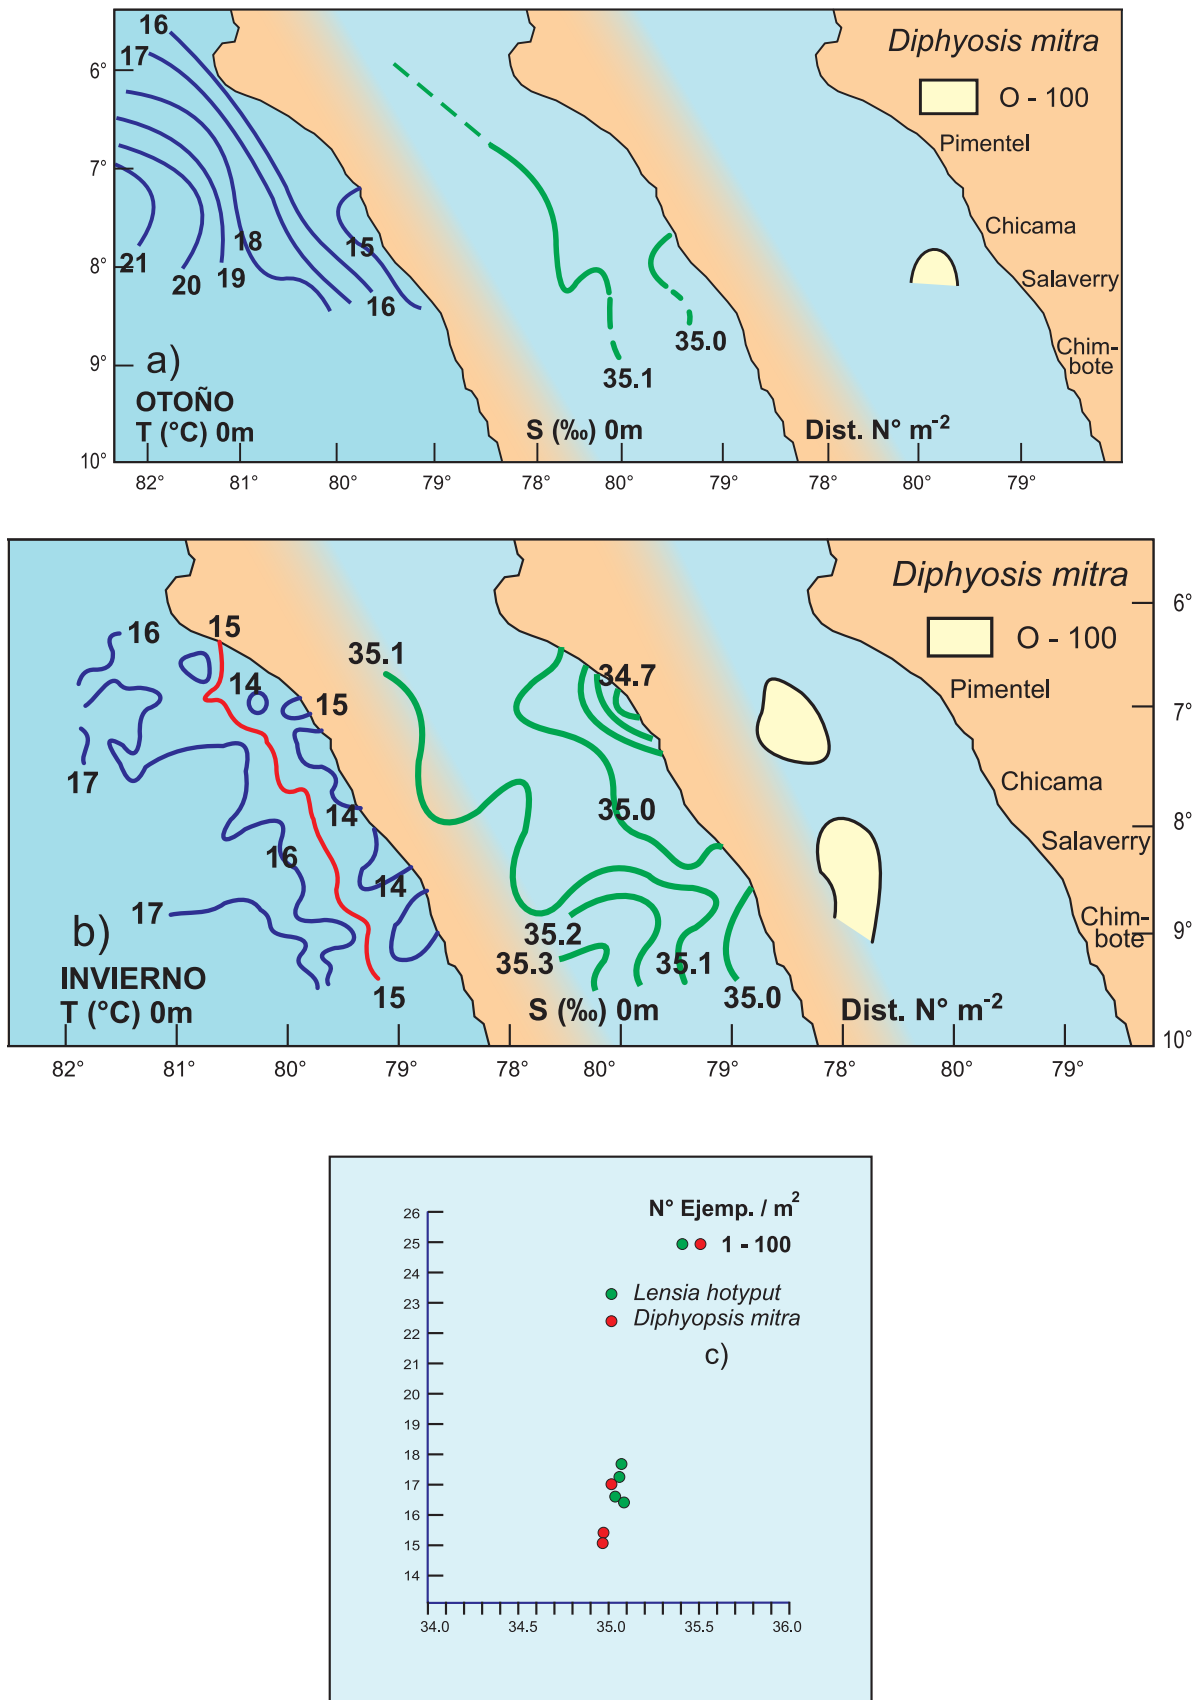 16
17
6°
7°
8°
9°
10°
18
15
21
20
19
16
a)
OTOÑO
T (°C) 0m
35.0
35.1
S (‰) 0m
Diphyosis mitra
O - 100
Pimentel
Chicama
Salaverry
Chim-
bote
Dist. N° m-2
82° 81° 80° 79° 78° 80° 79° 78° 80° 79°
Diphyosis mitra
O - 100
6°
Pimentel
7°
Chicama
8°
Salaverry
Chim-
bote
9°
10°
16
15
14
15
17
14
16
14
17
15
b)
INVIERNO
T (°C) 0m
35.1
34.7
35.0
35.2
35.3
35.1
35.0
S (‰) 0m
Dist. N° m-2
82° 81° 80° 79° 78° 80° 79° 78° 80° 79°
N° Ejemp. / m2
1 - 100
Lensia hotyput
Diphyopsis mitra
c)
26
25
24
23
22
21
20
19
18
17
16
15
14
34.0 34.5 35.0 35.5 36.0